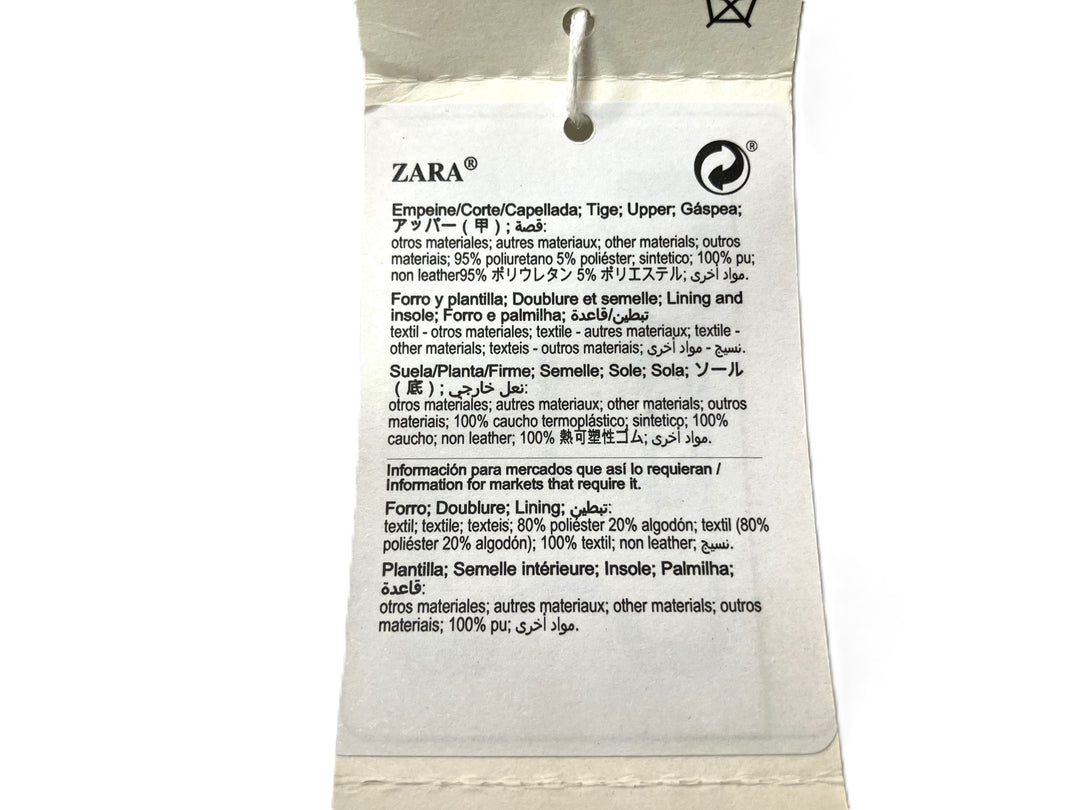 ZARA®
®
Empeine/Corte/Capellada; Tige; Upper; Gáspea;
アッパー ( 甲 ) ; قصة:
otros materiales; autres materiaux; other materials; outros
materiais; 95% poliuretano 5% poliéster; sintetico; 100% pu;
non leather95% ポリウレタン 5% ポリエステル; مواد أخرى.
Forro y plantilla; Doublure et semelle; Lining and
insole; Forro e palmilha; تبطين/قاعدة
textil - otros materiales; textile - autres materiaux; textile -
other materials; texteis - outros materiais; نسيج - مواد أخرى.
Suela/Planta/Firme; Semelle; Sole; Sola; ソール
( 底 ) ; نعل خارجي:
otros materiales; autres materiaux; other materials; outros
materiais; 100% caucho termoplástico; sintetico; 100%
caucho; non leather; 100% 熱可塑性ゴム; مواد أخرى.
Información para mercados que así lo requieran /
Information for markets that require it.
Forro; Doublure; Lining; تبطين:
textil; textile; texteis; 80% poliéster 20% algodón; textil (80%
poliéster 20% algodón); 100% textil; non leather; نسيج.
Plantilla; Semelle intérieure; Insole; Palmilha;
قاعدة:
otros materiales; autres materiaux; other materials; outros
materiais; 100% pu; مواد أخرى.